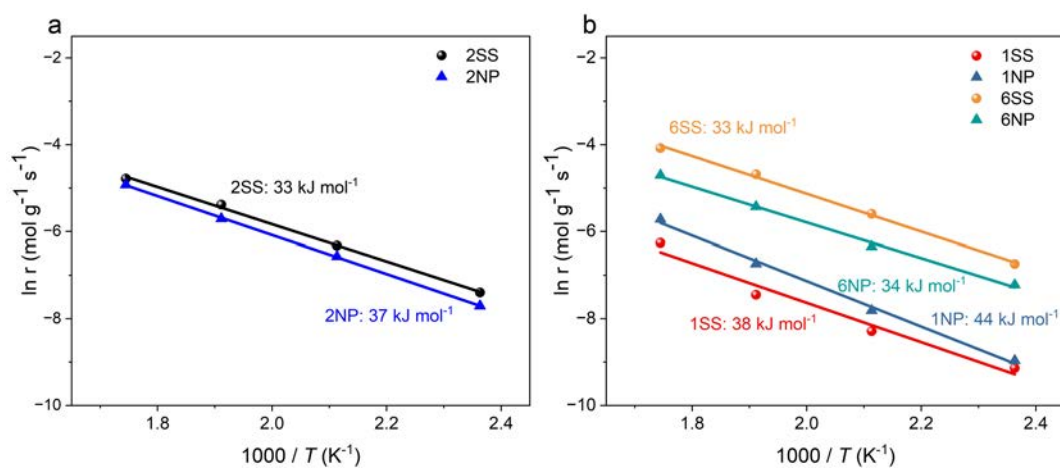 a
2SS
2NP
ln r (mol g⁻¹ s⁻¹)
−2
−4
−6
−8
−10
2SS: 33 kJ mol⁻¹
2NP: 37 kJ mol⁻¹
1.8
2.0
2.2
2.4
1000 / T (K⁻¹)
b
1SS
1NP
6SS
6NP
ln r (mol g⁻¹ s⁻¹)
−2
−4
−6
−8
−10
6SS: 33 kJ mol⁻¹
6NP: 34 kJ mol⁻¹
1NP: 44 kJ mol⁻¹
1SS: 38 kJ mol⁻¹
1.8
2.0
2.2
2.4
1000 / T (K⁻¹)